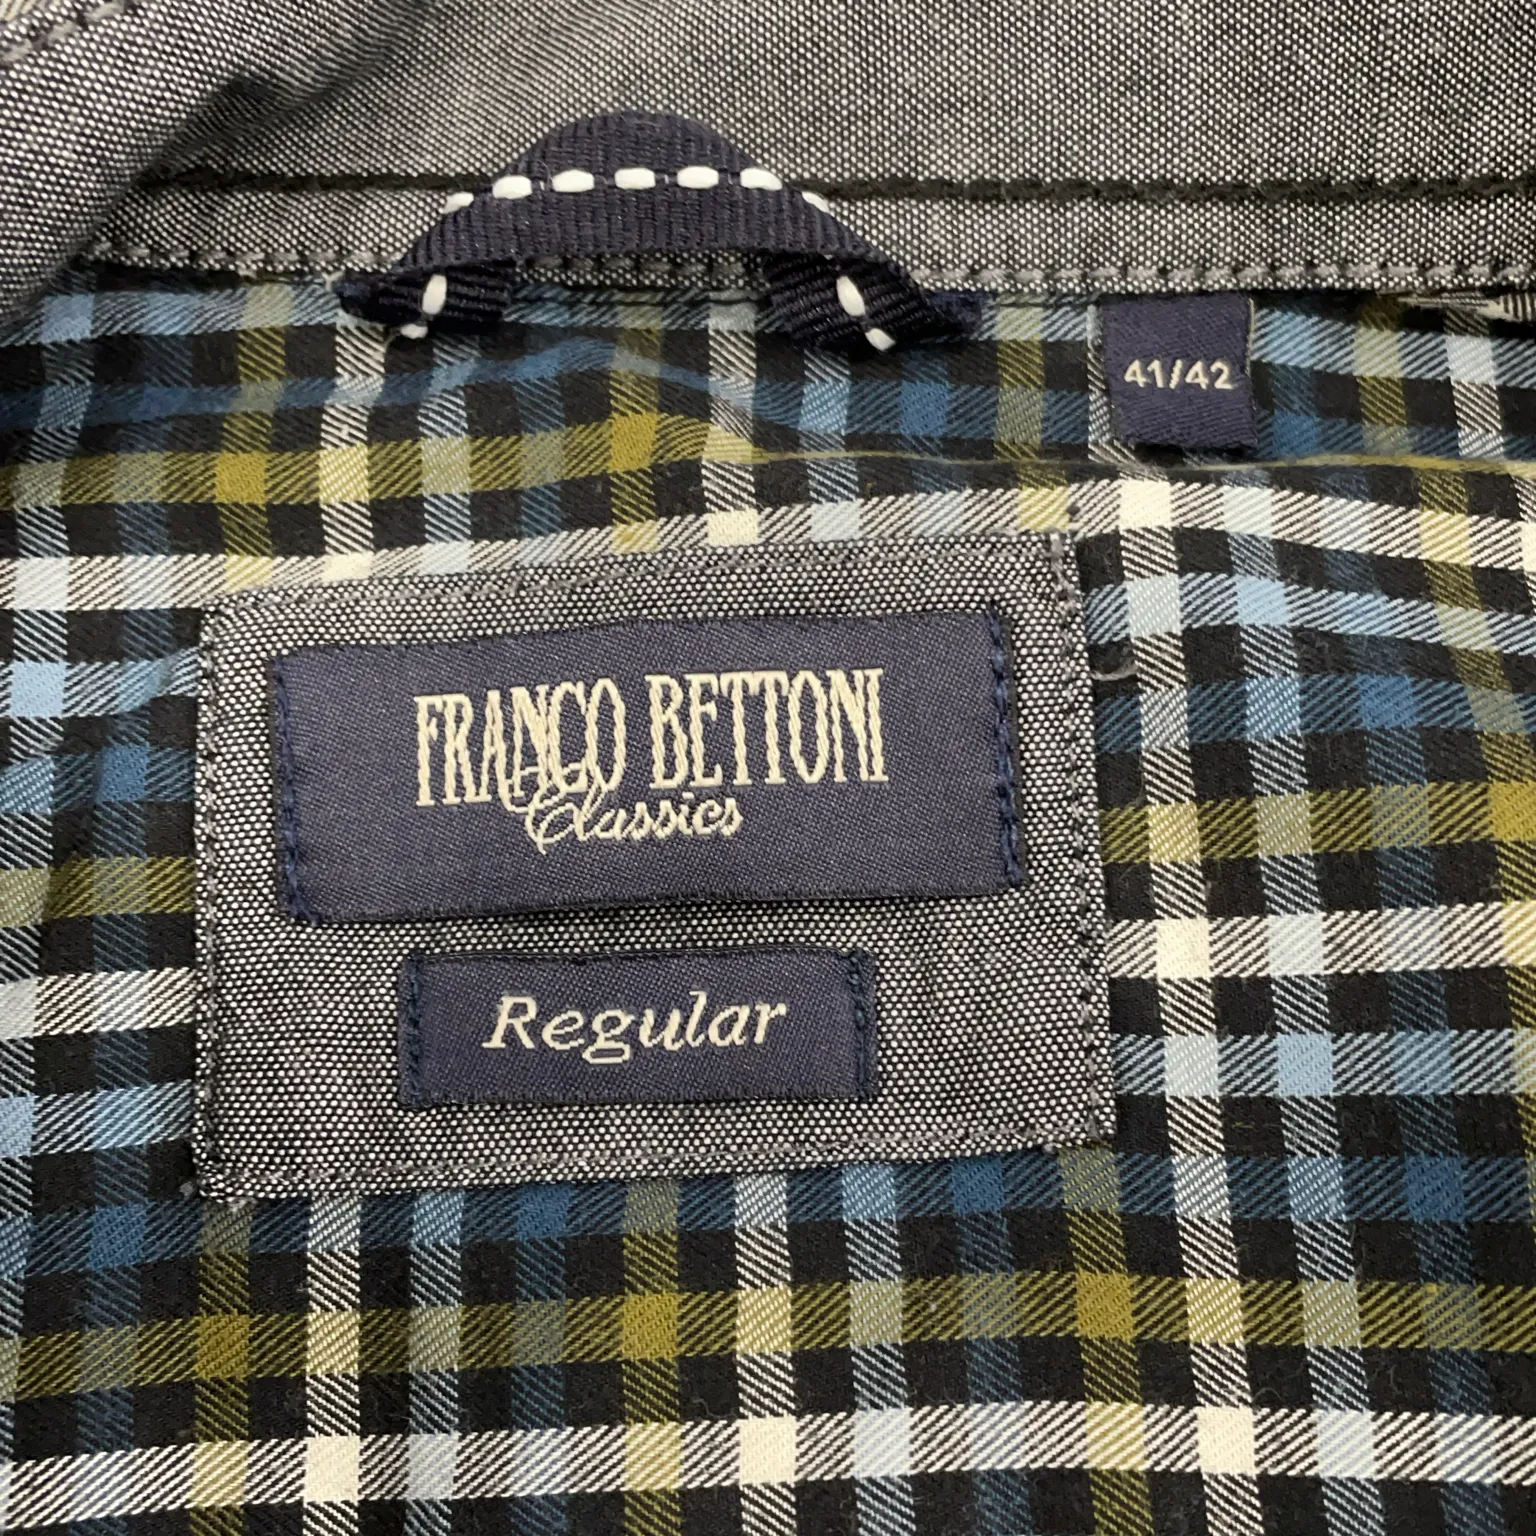 41/42
FRANCO BETTONI
Classics
Regular